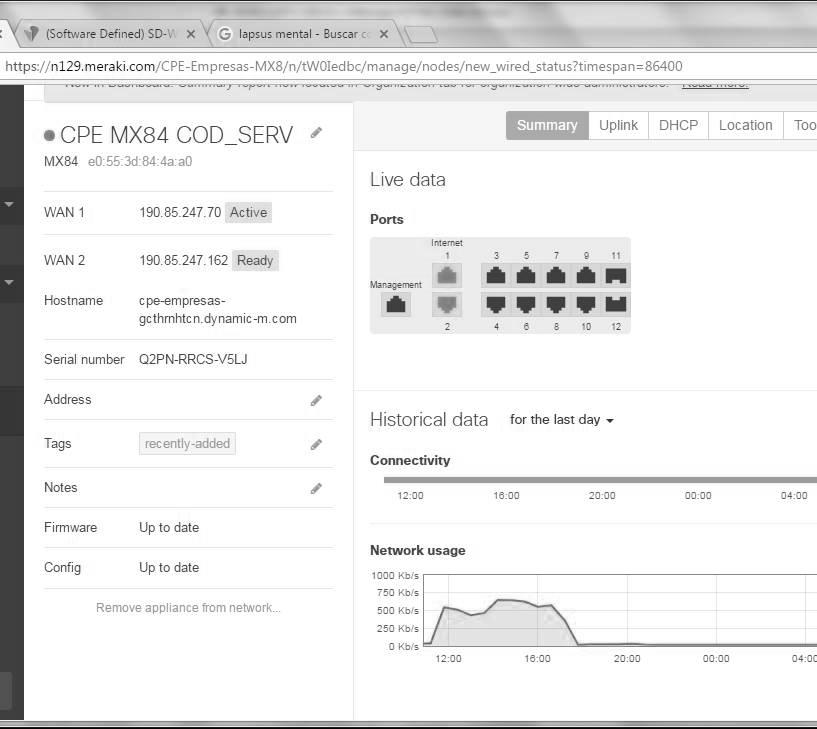 (Software Defined) SD-W
lapsus mental - Buscar co
https://n129.meraki.com/CPE-Empresas-MX8/n/tW0Iedbc/manage/nodes/new_wired_status?timespan=86400
New in Dashboard: Summary report now located in Organization tab for organization-wide administrators. Read more.
CPE MX84 COD_SERV
MX84 e0:55:3d:84:4a:a0
WAN 1 190.85.247.70 Active
WAN 2 190.85.247.162 Ready
Hostname cpe-empresas-
gcthrnhtcn.dynamic-m.com
Serial number Q2PN-RRCS-V5LJ
Address
Tags recently-added
Notes
Firmware Up to date
Config Up to date
Remove appliance from network...
Summary Uplink DHCP Location Too
Live data
Ports
Internet
1 3 5 7 9 11
Management
2 4 6 8 10 12
Historical data for the last day
Connectivity
12:00 16:00 20:00 00:00 04:00
Network usage
1000 Kb/s
750 Kb/s
500 Kb/s
250 Kb/s
0 Kb/s
12:00 16:00 20:00 00:00 04:00